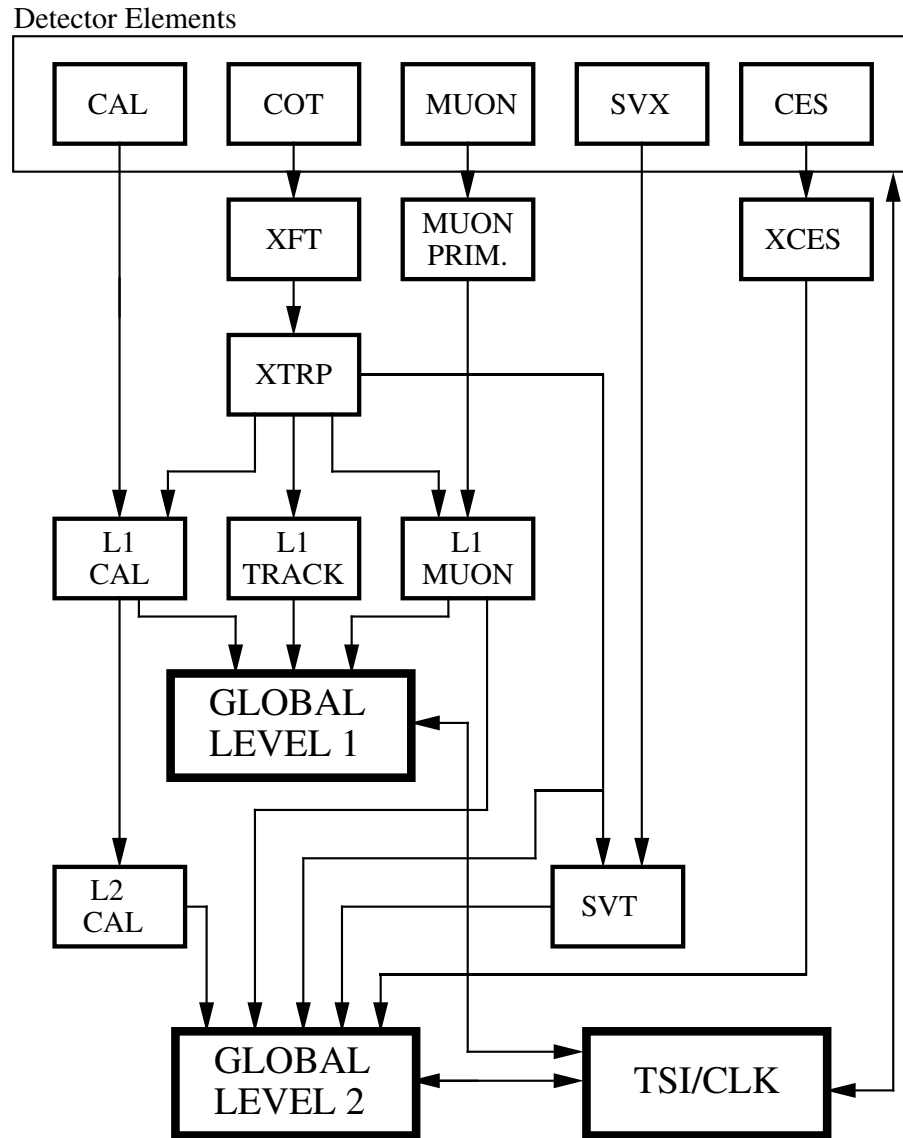 Detector Elements
CAL
COT
MUON
SVX
CES
XFT
MUON
PRIM.
XCES
XTRP
L1
CAL
L1
TRACK
L1
MUON
GLOBAL
LEVEL 1
L2
CAL
SVT
GLOBAL
LEVEL 2
TSI/CLK